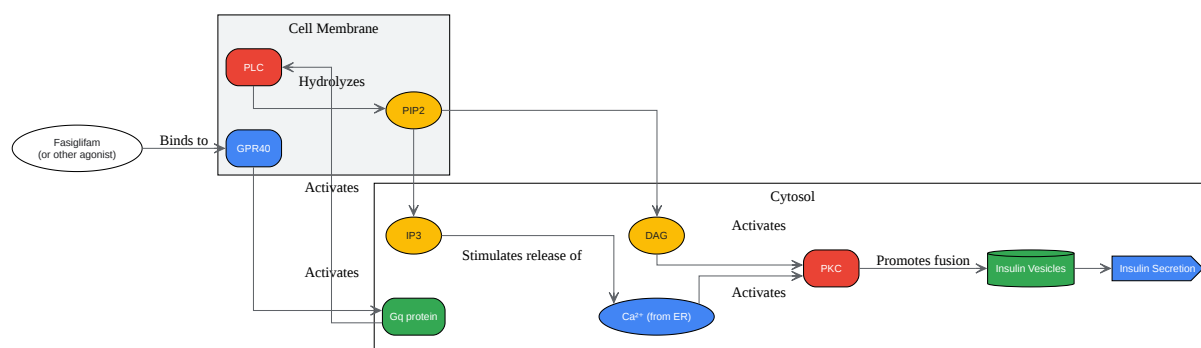 Cell Membrane
PLC
Hydrolyzes
PIP2
Fasiglifam
(or other agonist)
Binds to
GPR40
Activates
Cytosol
IP3
Stimulates release of
DAG
Activates
PKC
Promotes fusion
Insulin Vesicles
Insulin Secretion
Activates
Activates
Gq protein
Ca²⁺ (from ER)